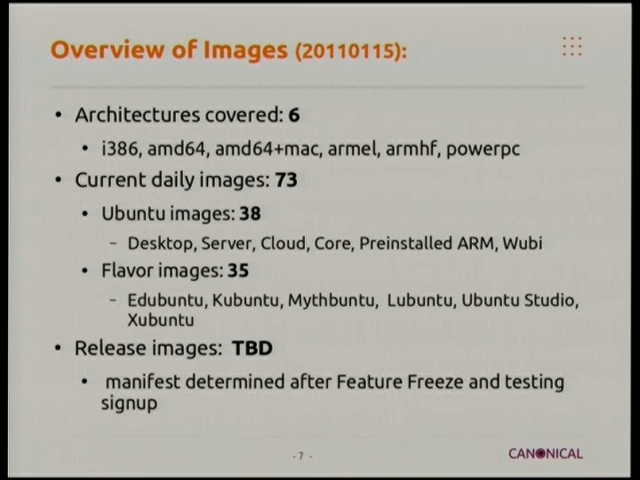 Overview of Images (20110115):
• Architectures covered: 6
• i386, amd64, amd64+mac, armel, armhf, powerpc
• Current daily images: 73
• Ubuntu images: 38
– Desktop, Server, Cloud, Core, Preinstalled ARM, Wubi
• Flavor images: 35
– Edubuntu, Kubuntu, Mythbuntu, Lubuntu, Ubuntu Studio,
Xubuntu
• Release images: TBD
• manifest determined after Feature Freeze and testing
signup
- 7 -
CANONICAL